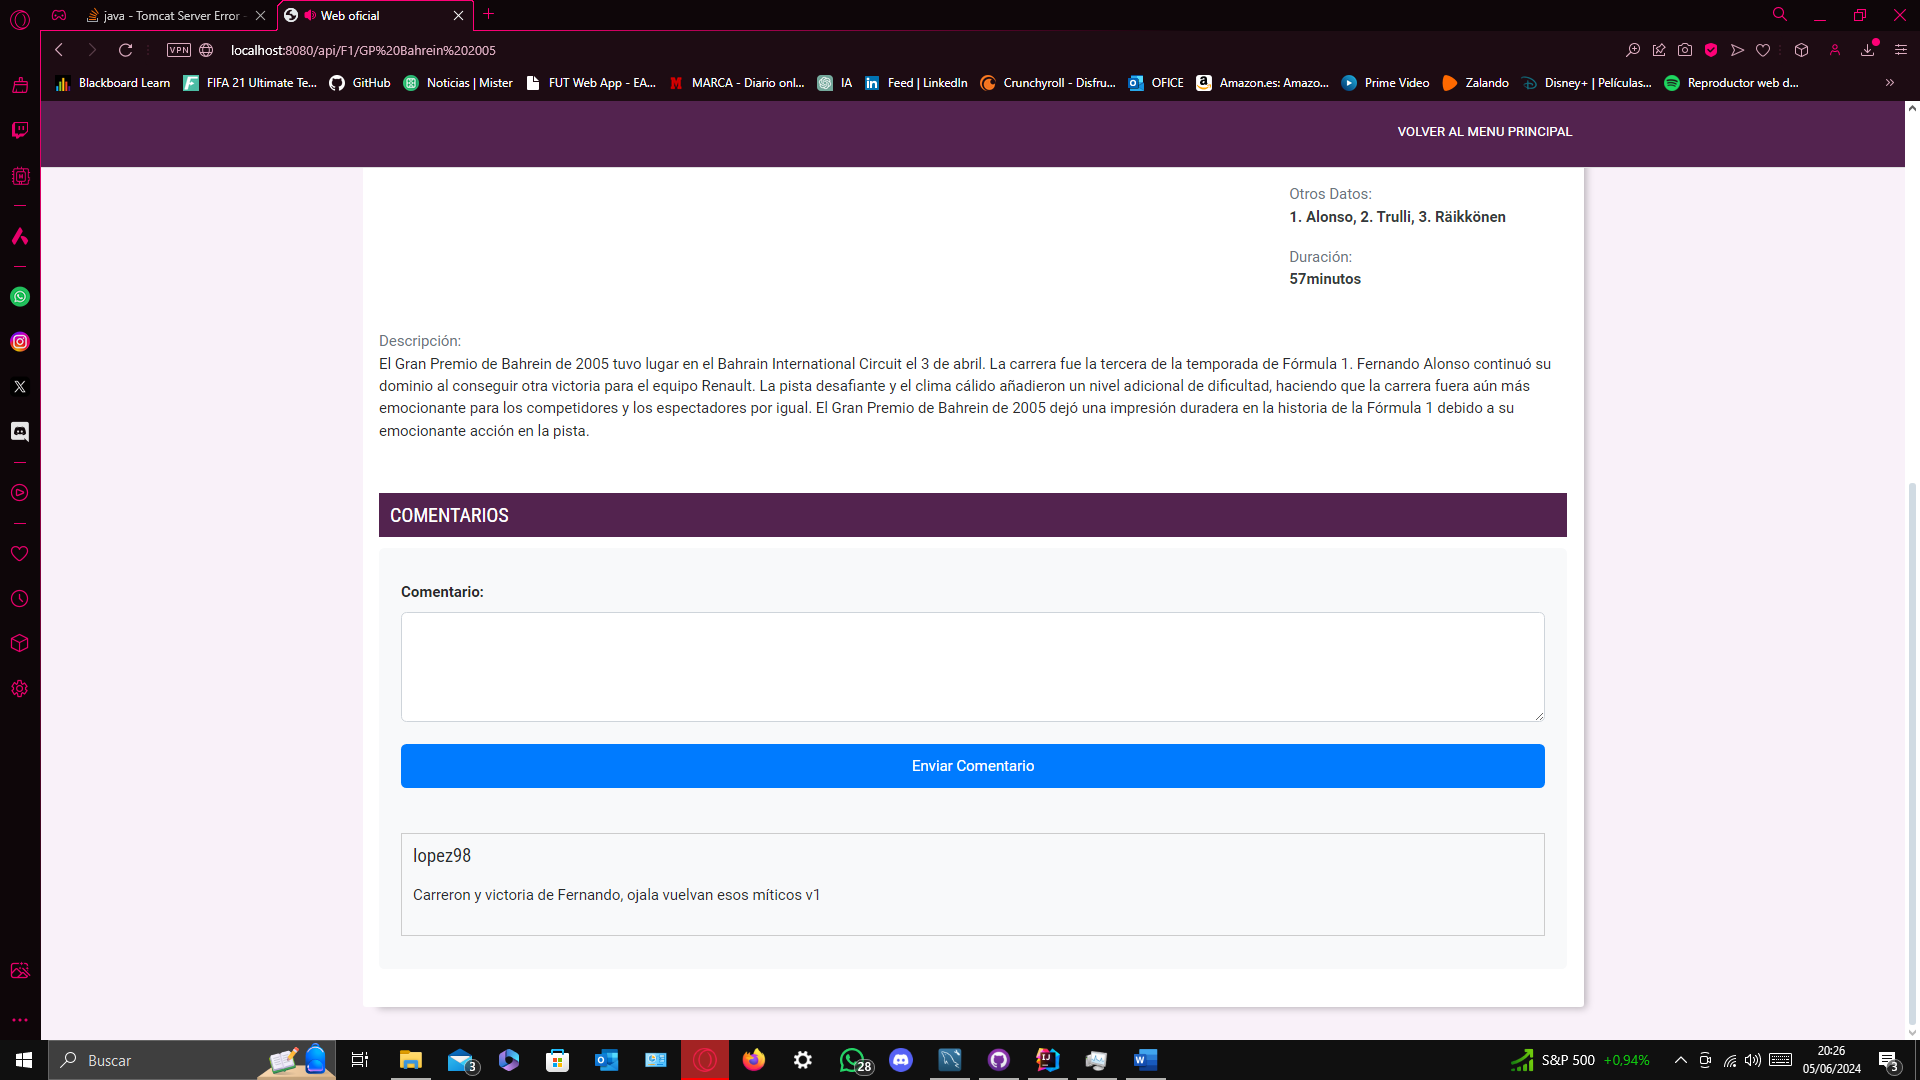 java - Tomcat Server Error -
Web oficial
VPN
localhost:8080/api/F1/GP%20Bahrein%202005
Blackboard Learn
FIFA 21 Ultimate Te...
GitHub
Noticias | Mister
FUT Web App - EA...
MARCA - Diario onl...
IA
Feed | LinkedIn
Crunchyroll - Disfru...
OFICE
Amazon.es: Amazo...
Prime Video
Zalando
Disney+ | Películas...
Reproductor web d...
VOLVER AL MENU PRINCIPAL
Otros Datos:
1. Alonso, 2. Trulli, 3. Räikkönen
Duración:
57minutos
Descripción:
El Gran Premio de Bahrein de 2005 tuvo lugar en el Bahrain International Circuit el 3 de abril. La carrera fue la tercera de la temporada de Fórmula 1. Fernando Alonso continuó su
dominio al conseguir otra victoria para el equipo Renault. La pista desafiante y el clima cálido añadieron un nivel adicional de dificultad, haciendo que la carrera fuera aún más
emocionante para los competidores y los espectadores por igual. El Gran Premio de Bahrein de 2005 dejó una impresión duradera en la historia de la Fórmula 1 debido a su
emocionante acción en la pista.
COMENTARIOS
Comentario:
Enviar Comentario
lopez98
Carreron y victoria de Fernando, ojala vuelvan esos míticos v1
Buscar
3
28
S&P 500 +0,94%
20:26
05/06/2024
3